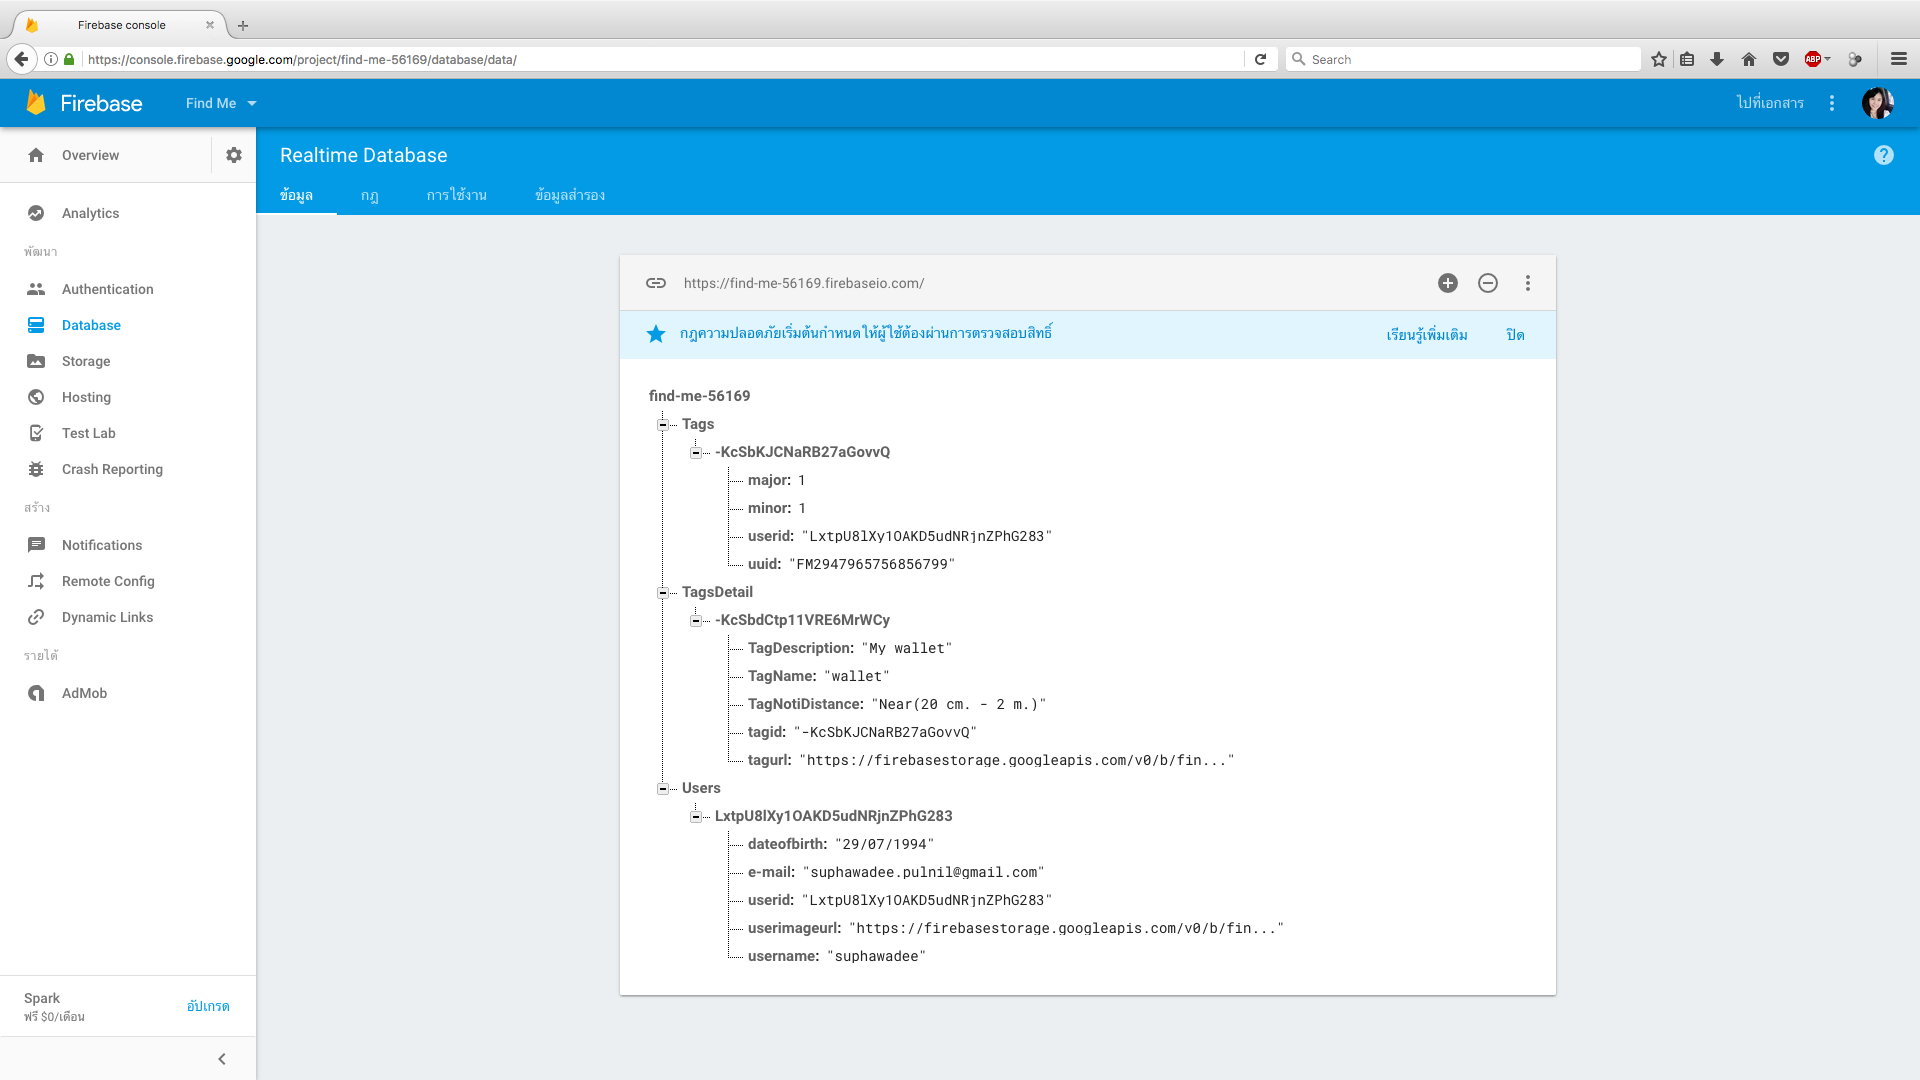 Firebase console
https://console.firebase.google.com/project/find-me-56169/database/data/
Search
ABP
Firebase
Find Me
ไปที่เอกสาร
Overview
Realtime Database
?
ข้อมูล
กฎ
การใช้งาน
ข้อมูลสำรอง
Analytics
พัฒนา
Authentication
Database
Storage
Hosting
Test Lab
Crash Reporting
สร้าง
Notifications
Remote Config
Dynamic Links
รายได้
AdMob
Spark
ฟรี $0/เดือน
อัปเกรด
https://find-me-56169.firebaseio.com/
กฎความปลอดภัยเริ่มต้นกำหนดให้ผู้ใช้ต้องผ่านการตรวจสอบสิทธิ์
เรียนรู้เพิ่มเติม
ปิด
find-me-56169
Tags
-KcSbKJCNaRB27aGovvQ
major: 1
minor: 1
userid: "LxtpU8lXy1OAKD5udNRjnZPhG283"
uuid: "FM2947965756856799"
TagsDetail
-KcSbdCtp11VRE6MrWCy
TagDescription: "My wallet"
TagName: "wallet"
TagNotiDistance: "Near(20 cm. - 2 m.)"
tagid: "-KcSbKJCNaRB27aGovvQ"
tagurl: "https://firebasestorage.googleapis.com/v0/b/fin..."
Users
LxtpU8lXy1OAKD5udNRjnZPhG283
dateofbirth: "29/07/1994"
e-mail: "suphawadee.pulnil@gmail.com"
userid: "LxtpU8lXy1OAKD5udNRjnZPhG283"
userimageurl: "https://firebasestorage.googleapis.com/v0/b/fin..."
username: "suphawadee"